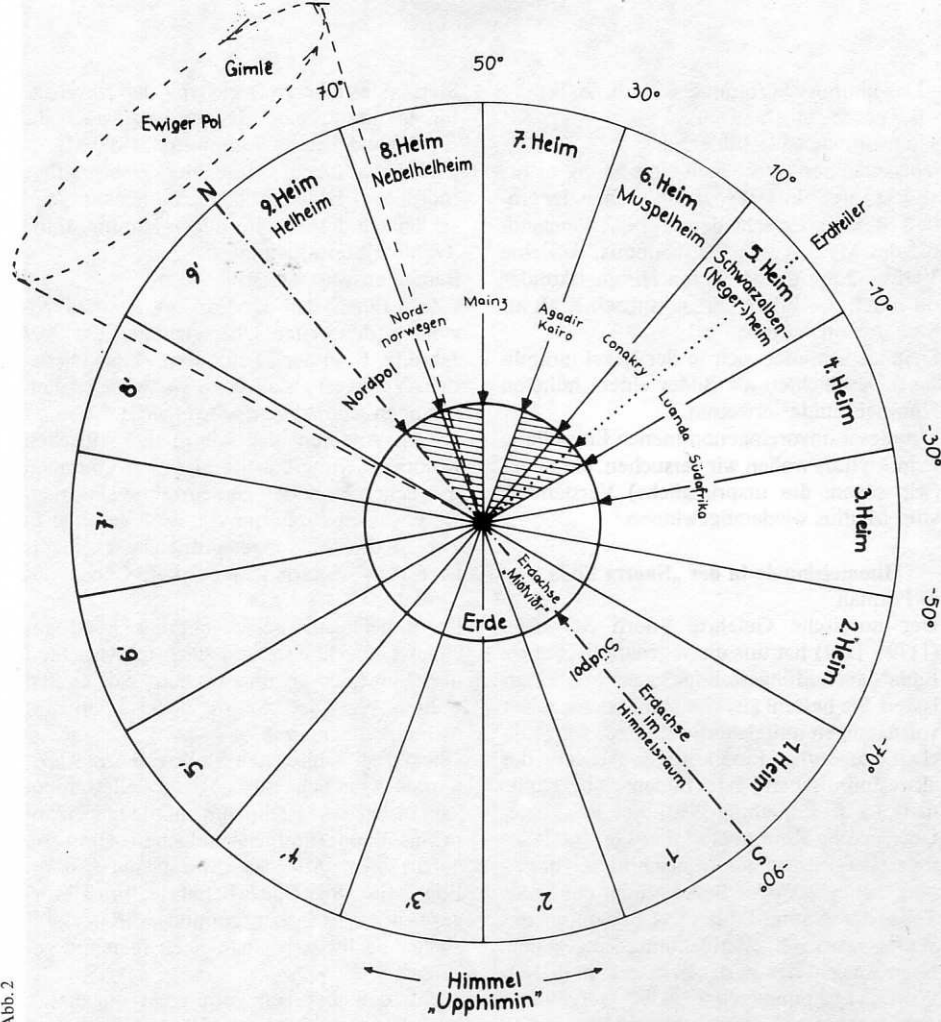 Gimle
Ewiger Pol
70°
50°
30°
10°
Erdteiler
-10°
-30°
-50°
-70°
S-90°
N
9'
8'
7'
6'
5'
4'
3'
2'
1'
9. Heim
Helheim
8. Heim
Nebelhelheim
7. Heim
6. Heim
Muspelheim
5. Heim
Schwarzalben
(Neger-)heim
4. Heim
3. Heim
2. Heim
1. Heim
Nordpol
Nord-
norwegen
Mainz
Agadir
Kairo
Conakry
Luanda
Südafrika
Erdachse
"Miötviðr"
Erde
Südpol
Erdachse
im
Himmelsraum
Himmel
„Upphimin"
Abb. 2